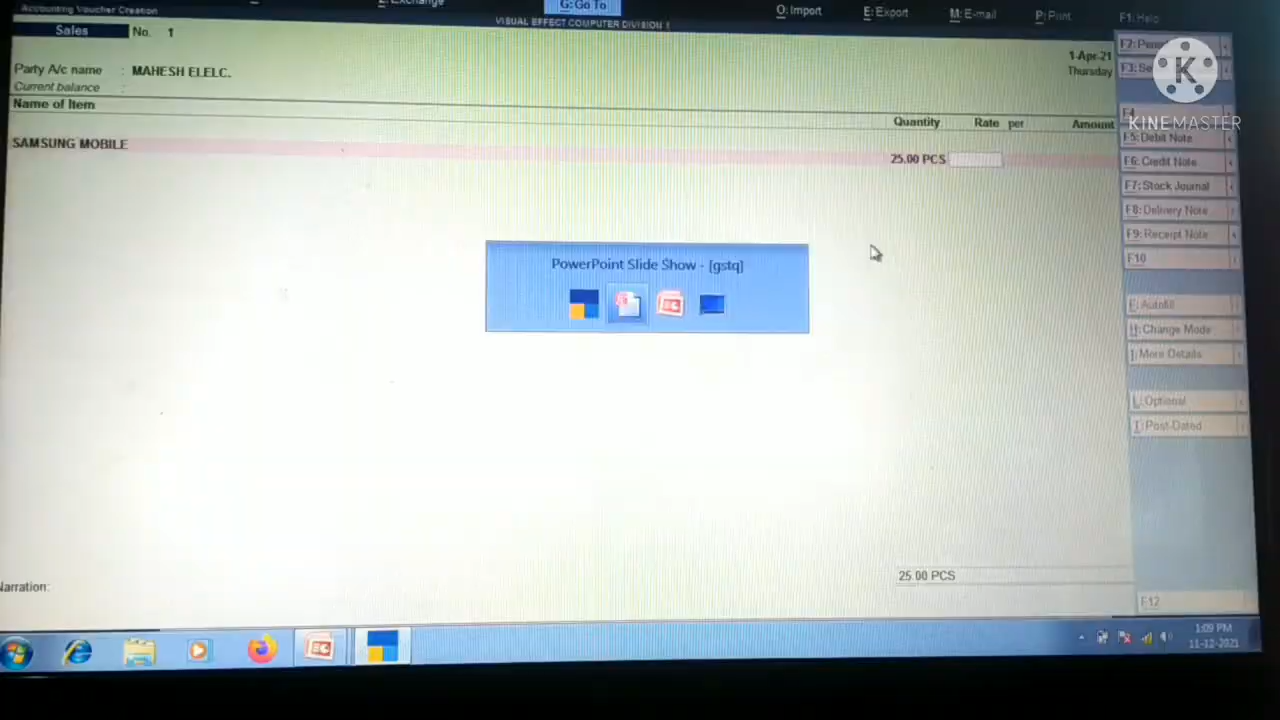 Accounting Voucher Creation
Exchange
G: Go To
O: Import
E: Export
M: E-mail
P: Print
F1: Help
VISUAL EFFECT COMPUTER DIVISION 1
Sales No. 1
1-Apr-21
Thursday
Party A/c name : MAHESH ELELC.
Current balance :
Name of Item Quantity Rate per Amount
SAMSUNG MOBILE 25.00 PCS
K
KINEMASTER
F4
F5: Debit Note
F6: Credit Note
F7: Stock Journal
F8: Delivery Note
F9: Receipt Note
F10
F: Autofill
H: Change Mode
I: More Details
L: Optional
T: Post-Dated
F12
PowerPoint Slide Show - [gstq]
Narration:
25.00 PCS
1:09 PM
11-12-2021